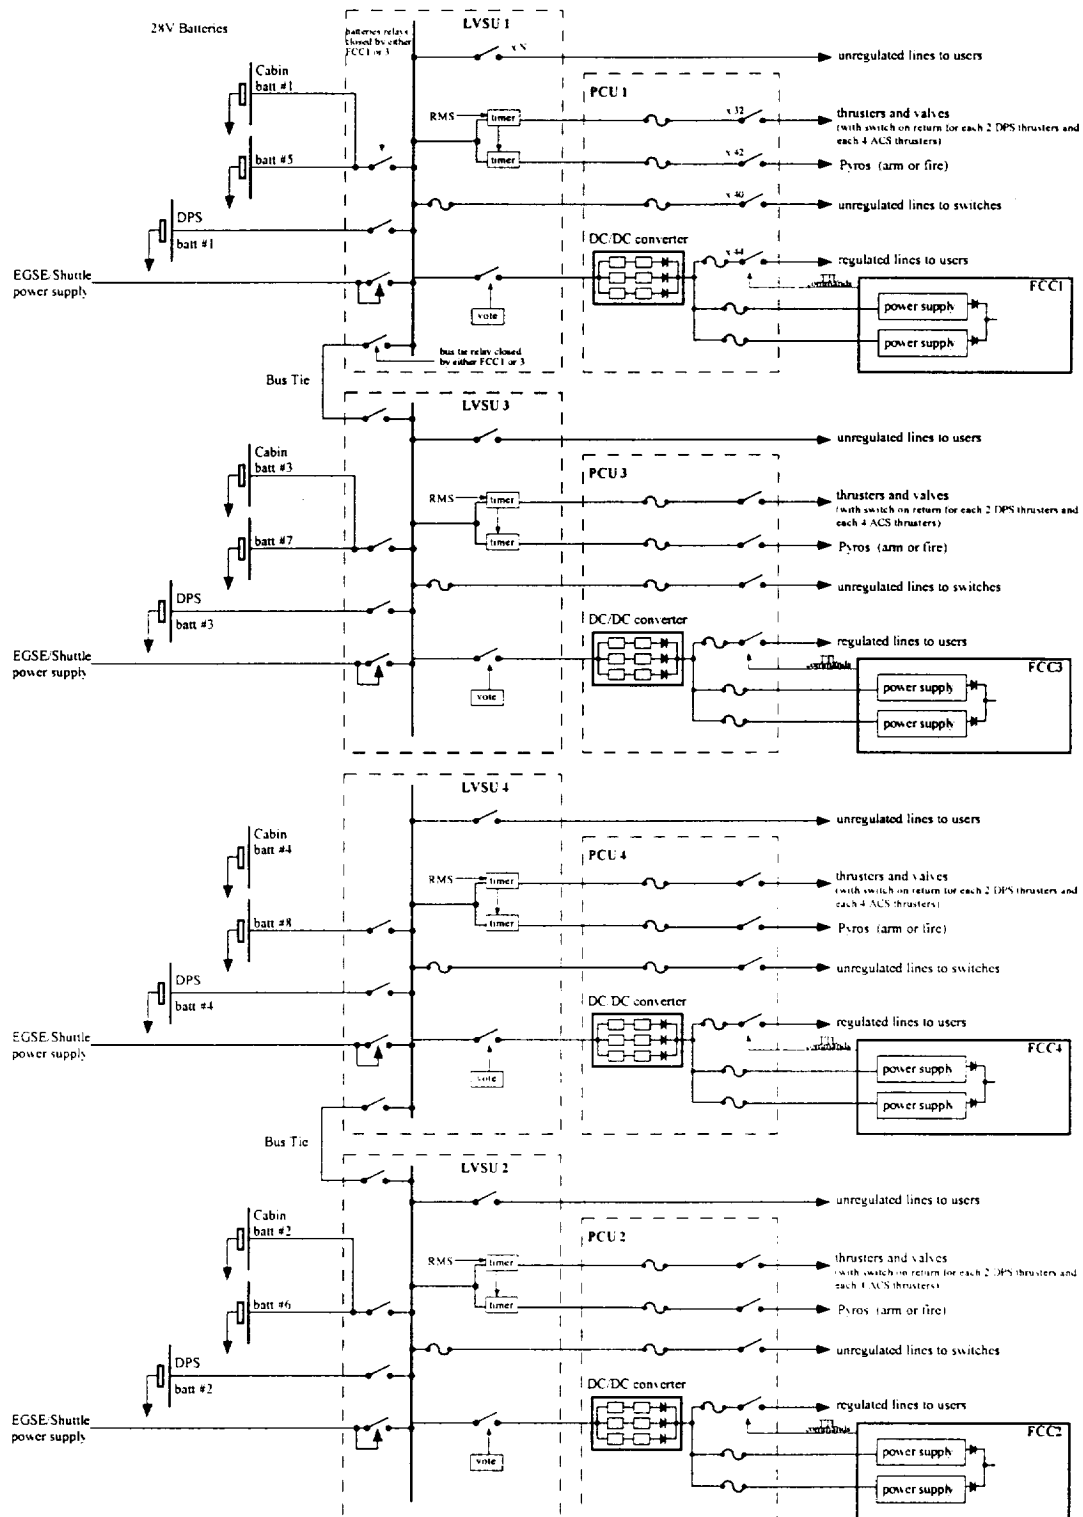 28V Batteries
batteries relays
closed by either
FCC1 or 3
LVSU 1
x N
unregulated lines to users
Cabin
batt #1
PCU 1
RMS
timer
x 32
thrusters and valves
(with switch on return for each 2 DPS thrusters and
each 4 ACS thrusters)
batt #5
timer
x 42
Pyros (arm or fire)
x 40
unregulated lines to switches
DPS
batt #1
DC/DC converter
x 44
regulated lines to users
EGSE/Shuttle
power supply
commands
FCC1
power supply
vote
power supply
bus tie relay closed
by either FCC1 or 3
Bus Tie
LVSU 3
unregulated lines to users
Cabin
batt #3
PCU 3
RMS
timer
thrusters and valves
(with switch on return for each 2 DPS thrusters and
each 4 ACS thrusters)
batt #7
timer
Pyros (arm or fire)
unregulated lines to switches
DPS
batt #3
DC/DC converter
regulated lines to users
EGSE/Shuttle
power supply
commands
FCC3
power supply
vote
power supply
LVSU 4
unregulated lines to users
Cabin
batt #4
PCU 4
RMS
timer
thrusters and valves
(with switch on return for each 2 DPS thrusters and
each 4 ACS thrusters)
batt #8
timer
Pyros (arm or fire)
unregulated lines to switches
DPS
batt #4
DC/DC converter
regulated lines to users
EGSE/Shuttle
power supply
commands
FCC4
power supply
vote
power supply
Bus Tie
LVSU 2
unregulated lines to users
Cabin
batt #2
PCU 2
RMS
timer
thrusters and valves
(with switch on return for each 2 DPS thrusters and
each 4 ACS thrusters)
batt #6
timer
Pyros (arm or fire)
unregulated lines to switches
DPS
batt #2
DC/DC converter
regulated lines to users
EGSE/Shuttle
power supply
commands
FCC2
power supply
vote
power supply